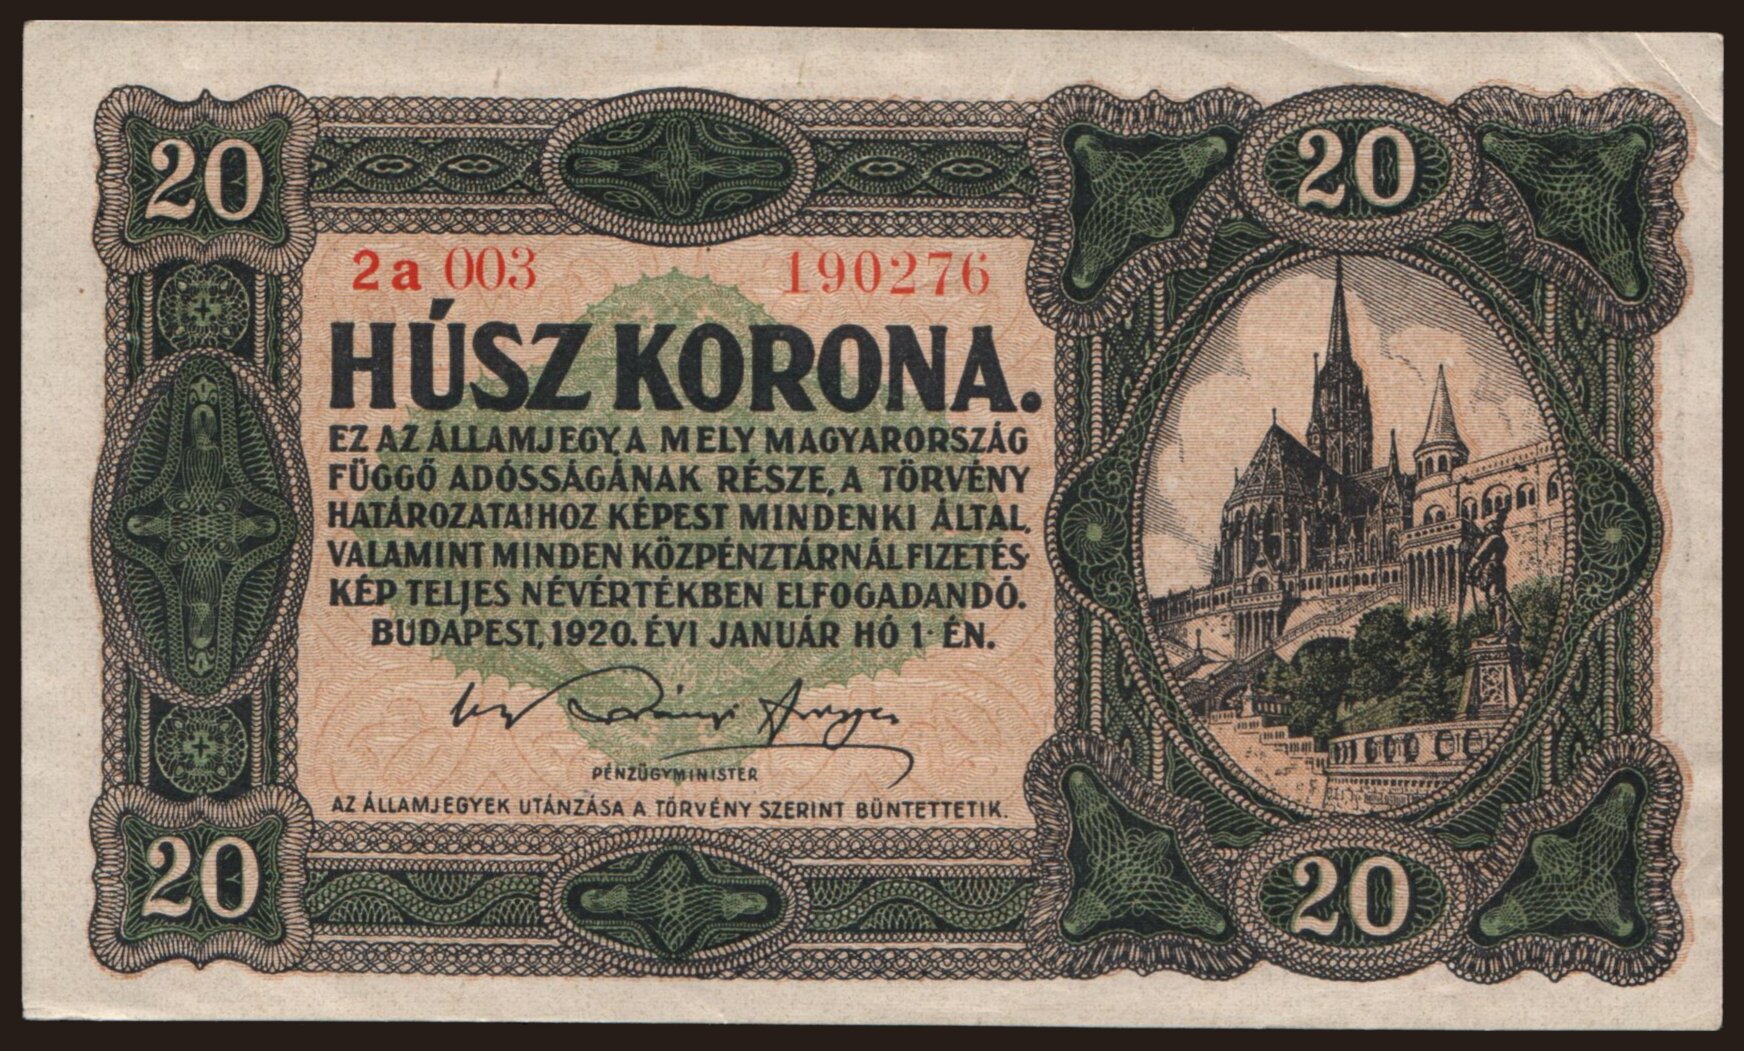 20
20
2a 003 190276
HÚSZ KORONA.
EZ AZ ÁLLAMJEGY, A MELY MAGYARORSZÁG
FÜGGŐ ADÓSSÁGÁNAK RÉSZE, A TÖRVÉNY
HATÁROZATAIHOZ KÉPEST MINDENKI ÁLTAL,
VALAMINT MINDEN KÖZPÉNZTÁRNÁL FIZETÉS-
KÉP TELJES NÉVÉRTÉKBEN ELFOGADANDÓ.
BUDAPEST, 1920. ÉVI JANUÁR HÓ 1-ÉN.
PÉNZÜGYMINISTER
AZ ÁLLAMJEGYEK UTÁNZÁSA A TÖRVÉNY SZERINT BÜNTETTETIK.
20
20